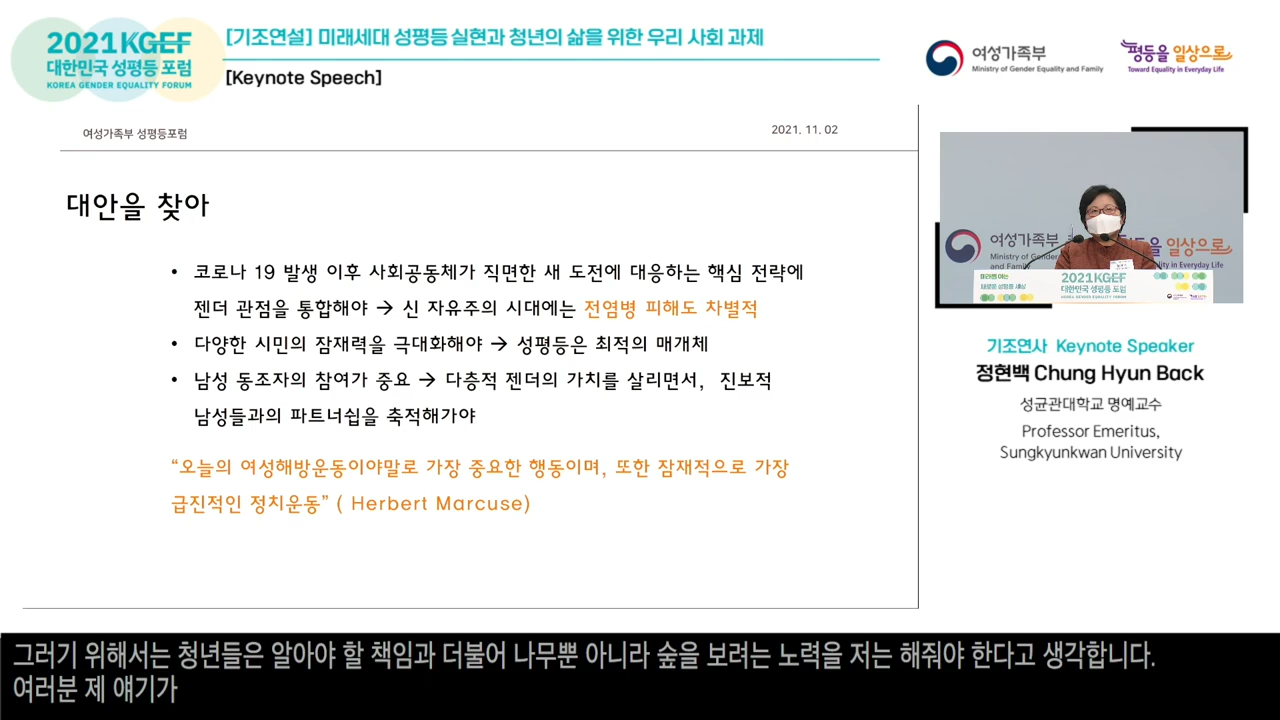 2021 KGEF
대한민국 성평등 포럼
KOREA GENDER EQUALITY FORUM
[기조연설] 미래세대 성평등 실현과 청년의 삶을 위한 우리 사회 과제
[Keynote Speech]
여성가족부
Ministry of Gender Equality and Family
평등을 일상으로
Toward Equality in Everyday Life
여성가족부 성평등포럼
2021. 11. 02
대안을 찾아
• 코로나 19 발생 이후 사회공동체가 직면한 새 도전에 대응하는 핵심 전략에
젠더 관점을 통합해야 → 신 자유주의 시대에는 전염병 피해도 차별적
• 다양한 시민의 잠재력을 극대화해야 → 성평등은 최적의 매개체
• 남성 동조자의 참여가 중요 → 다층적 젠더의 가치를 살리면서, 진보적
남성들과의 파트너쉽을 축적해가야
“오늘의 여성해방운동이야말로 가장 중요한 행동이며, 또한 잠재적으로 가장
급진적인 정치운동” ( Herbert Marcuse)
여성가족부
Ministry of Gende
and Family
을 일상으로
uality in Everyday Life
2021 KGEF
대한민국 성평등 포럼
KOREA GENDER EQUALITY FORUM
기조연사 Keynote Speaker
정현백 Chung Hyun Back
성균관대학교 명예교수
Professor Emeritus,
Sungkyunkwan University
그러기 위해서는 청년들은 알아야 할 책임과 더불어 나무뿐 아니라 숲을 보려는 노력을 저는 해줘야 한다고 생각합니다.
여러분 제 얘기가